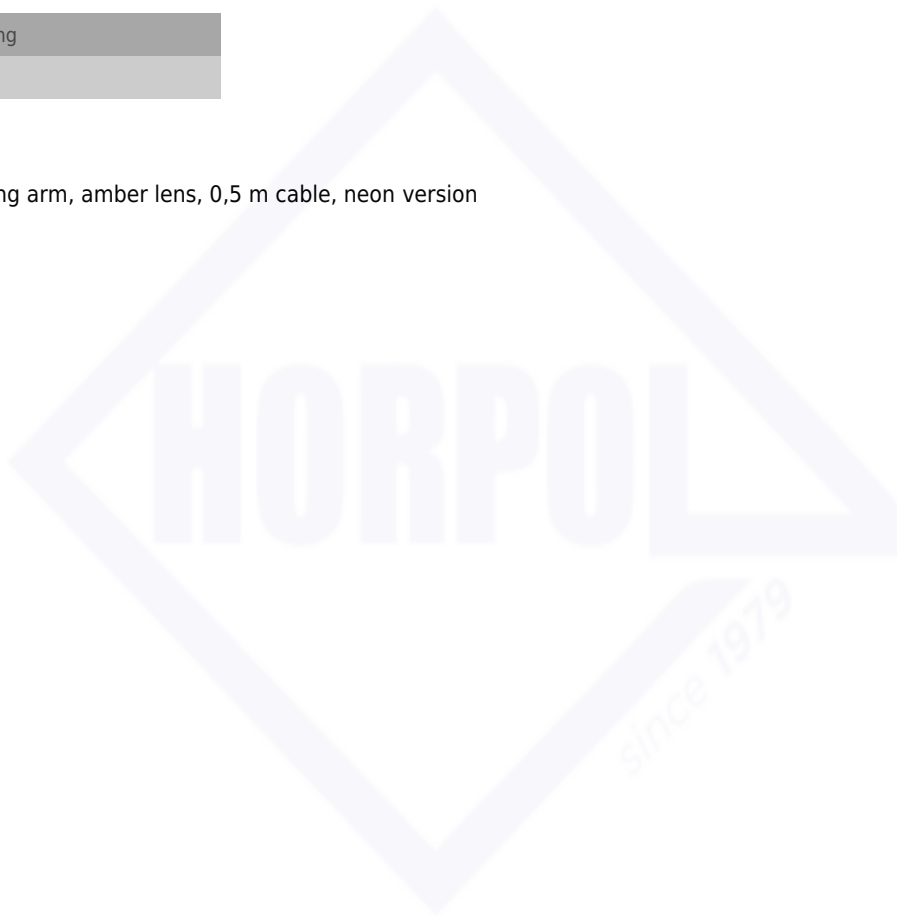 ng
ng arm, amber lens, 0,5 m cable, neon version
HORPOL
since 1979